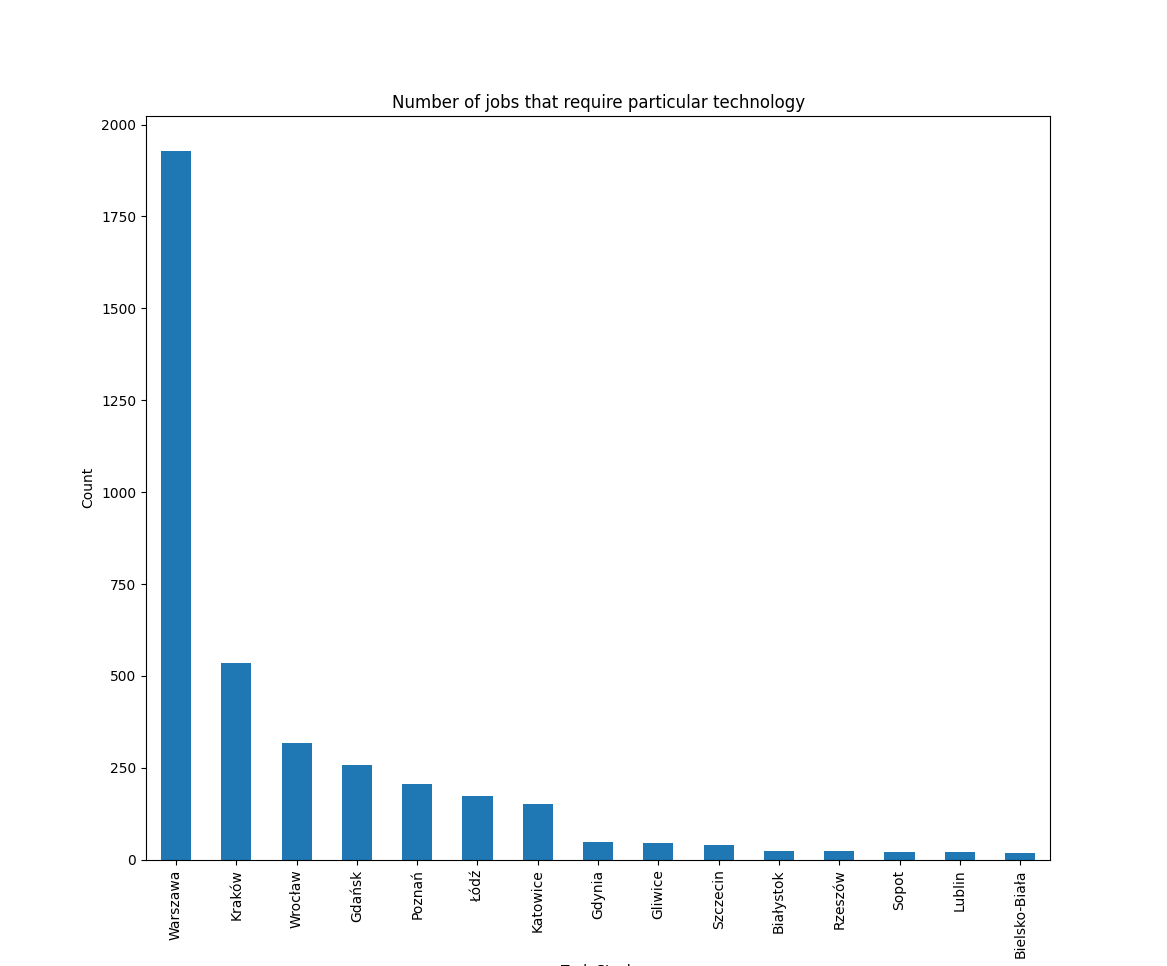 Number of jobs that require particular technology
2000
1750
1500
1250
1000
750
500
250
0
Count
Warszawa
Kraków
Wrocław
Gdańsk
Poznań
Łódź
Katowice
Gdynia
Gliwice
Szczecin
Białystok
Rzeszów
Sopot
Lublin
Bielsko-Biała